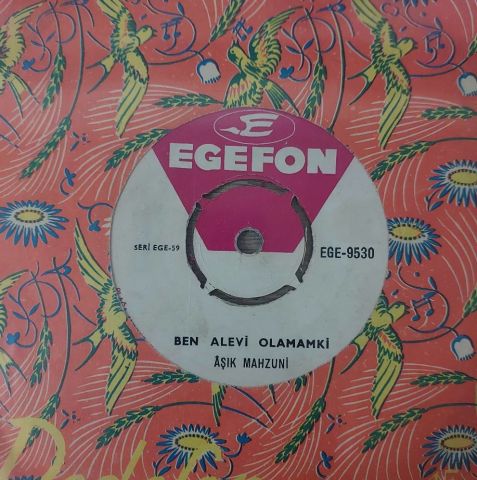 E
EGEFON
SERİ EGE-59
EGE-9530
BEN ALEVİ OLAMAMKİ
ÂŞIK MAHZUNİ